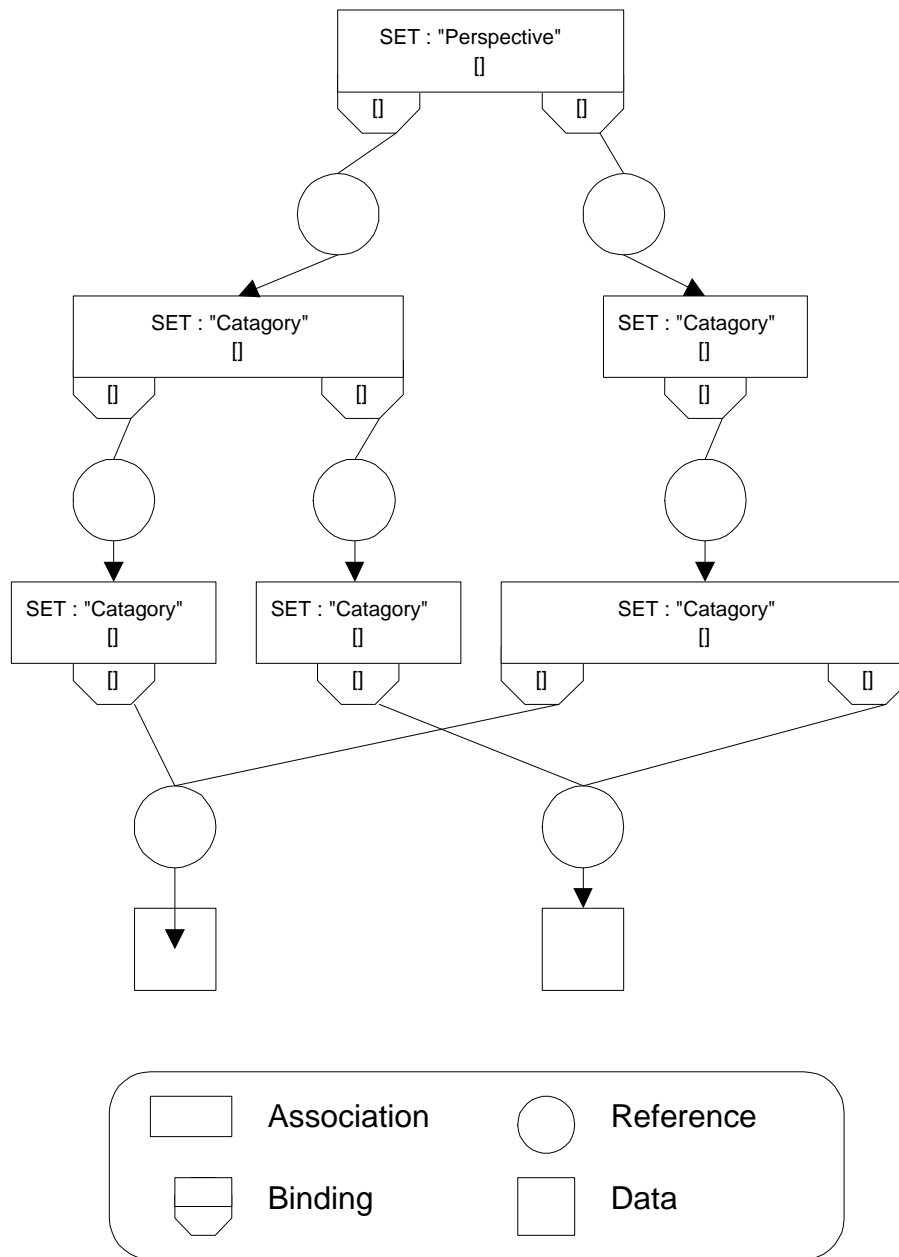 SET : "Perspective"
[]
[] []
SET : "Catagory"
[]
[] []
SET : "Catagory"
[]
[]
SET : "Catagory"
[]
[]
SET : "Catagory"
[]
[]
SET : "Catagory"
[]
[] []
Association
Reference
Binding
Data